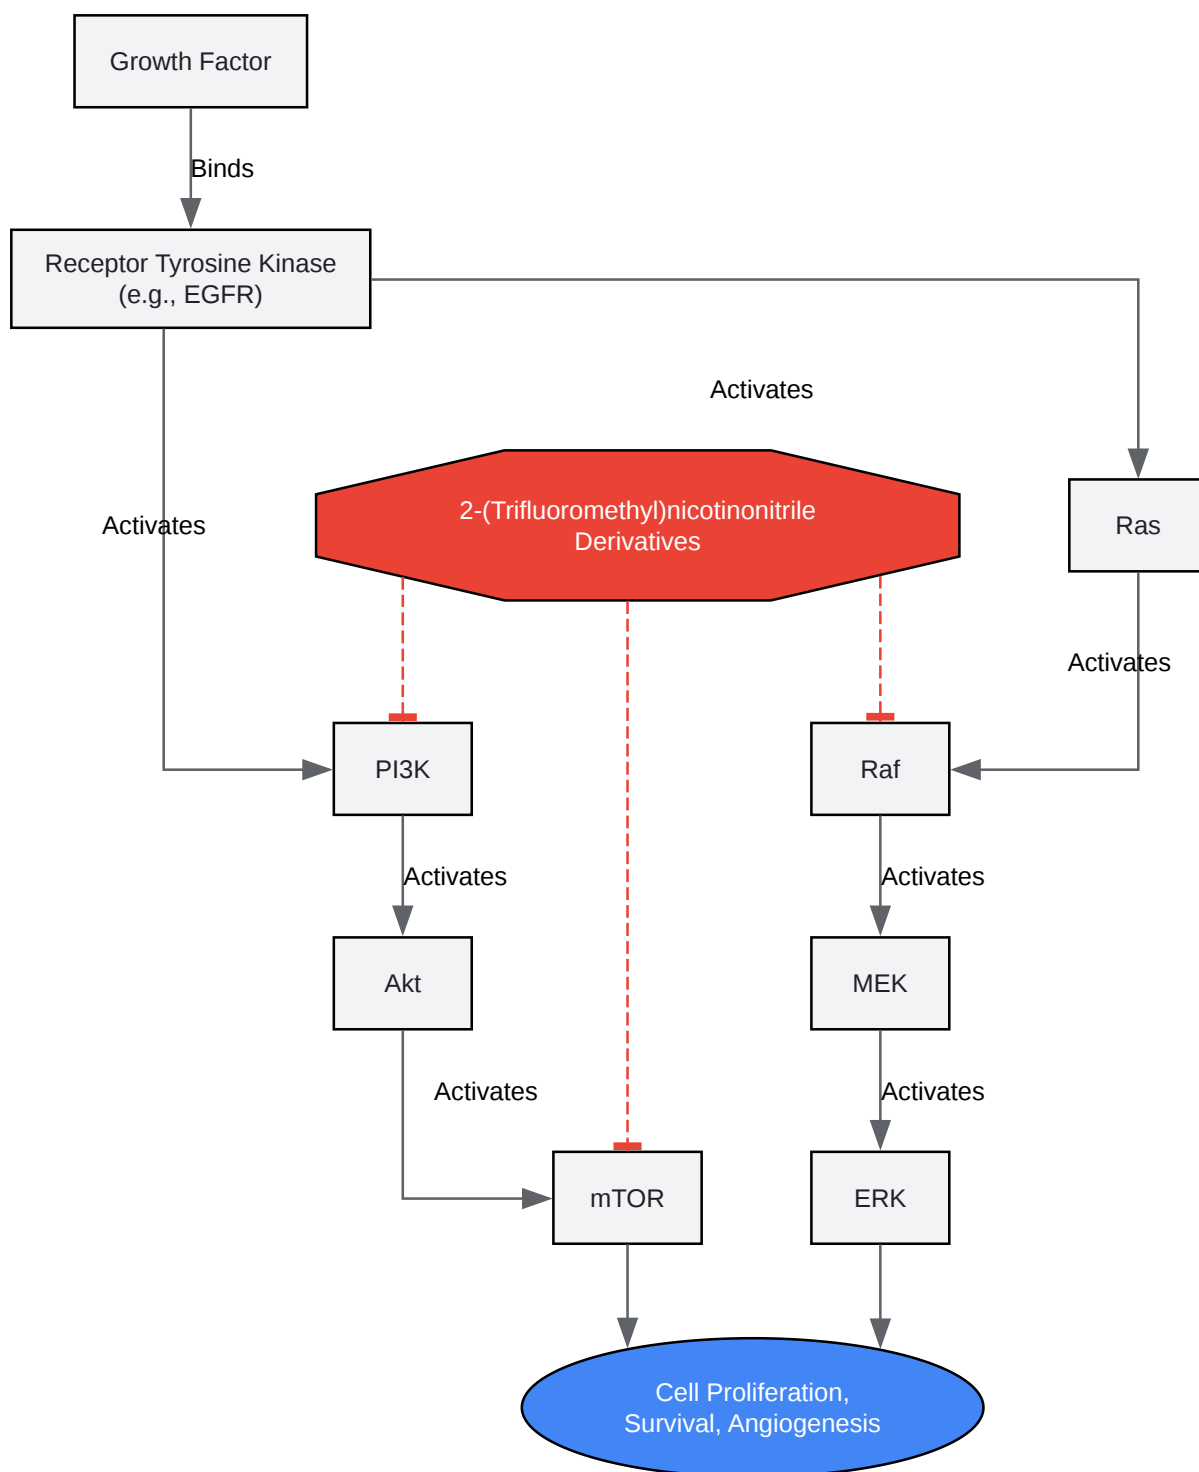 Growth Factor
Binds
Receptor Tyrosine Kinase
(e.g., EGFR)
Activates
2-(Trifluoromethyl)nicotinonitrile
Derivatives
Activates
Ras
Activates
PI3K
Raf
Activates
Activates
Akt
MEK
Activates
Activates
mTOR
ERK
Cell Proliferation,
Survival, Angiogenesis